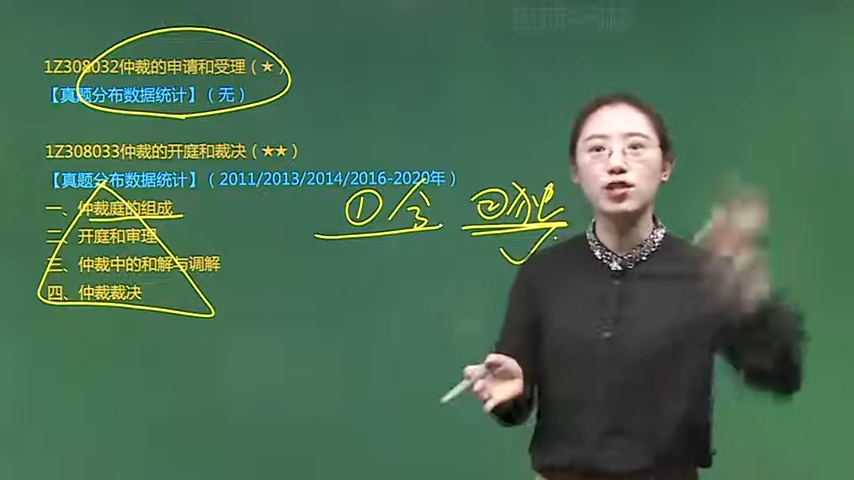 1Z308032仲裁的申请和受理（★）
【真题分布数据统计】（无）
1Z308033仲裁的开庭和裁决（★★）
【真题分布数据统计】（2011/2013/2014/2016-2020年）
一、仲裁庭的组成
① 合 ② 独
二、开庭和审理
三、仲裁中的和解与调解
四、仲裁裁决